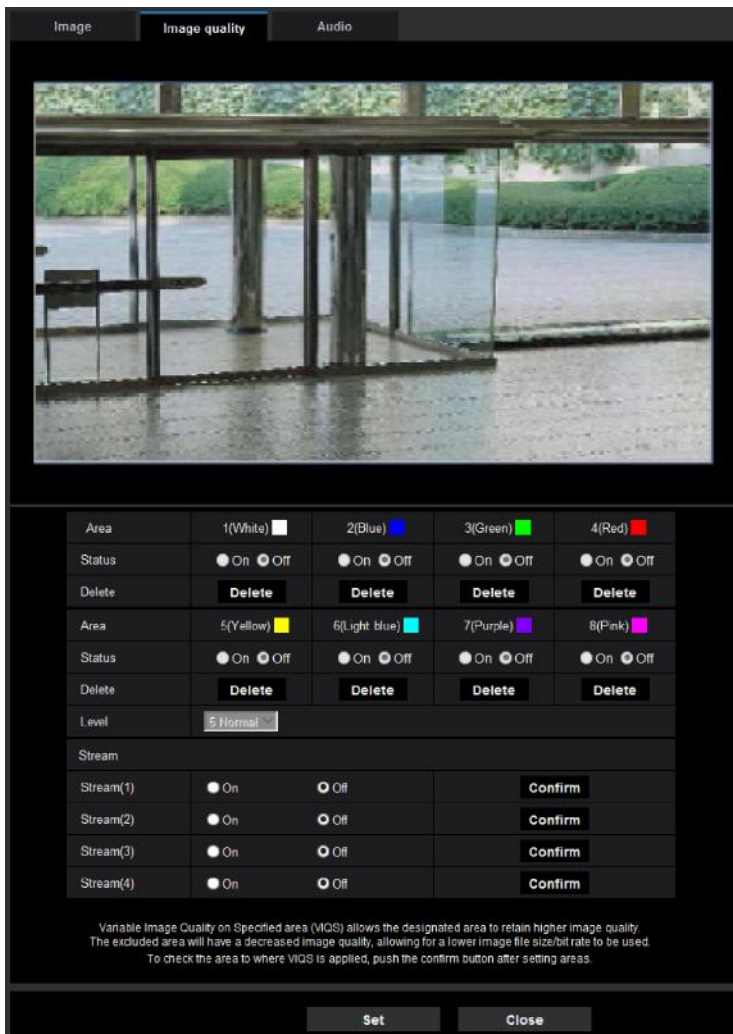 Image Image quality Audio
Area 1(White) 2(Blue) 3(Green) 4(Red)
Status On Off On Off On Off On Off
Delete Delete Delete Delete Delete
Area 5(Yellow) 6(Light blue) 7(Purple) 8(Pink)
Status On Off On Off On Off On Off
Delete Delete Delete Delete Delete
Level 5 Normal
Stream
Stream(1) On Off Confirm
Stream(2) On Off Confirm
Stream(3) On Off Confirm
Stream(4) On Off Confirm
Variable Image Quality on Specified area (VIQS) allows the designated area to retain higher image quality.
The excluded area will have a decreased image quality, allowing for a lower image file size/bit rate to be used.
To check the area to where VIQS is applied, push the confirm button after setting areas.
Set Close